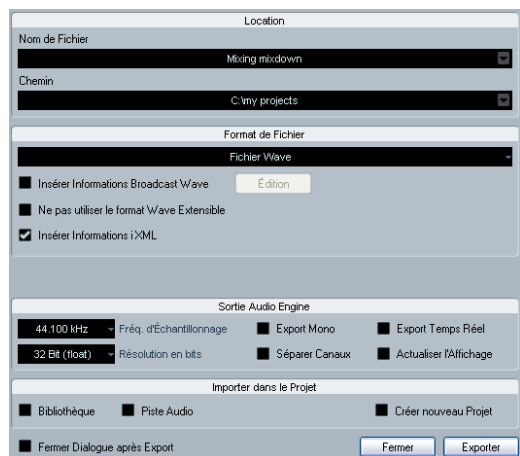 Location
Nom de Fichier
Mixing mixdown
Chemin
C:\my projects
Format de Fichier
Fichier Wave
Insérer Informations Broadcast Wave Édition
Ne pas utiliser le format Wave Extensible
Insérer Informations iXML
Sortie Audio Engine
44.100 kHz Fréq. d'Échantillonnage Export Mono Export Temps Réel
32 Bit (float) Résolution en bits Séparer Canaux Actualiser l'Affichage
Importer dans le Projet
Bibliothèque Piste Audio Créer nouveau Projet
Fermer Dialogue après Export Fermer Exporter